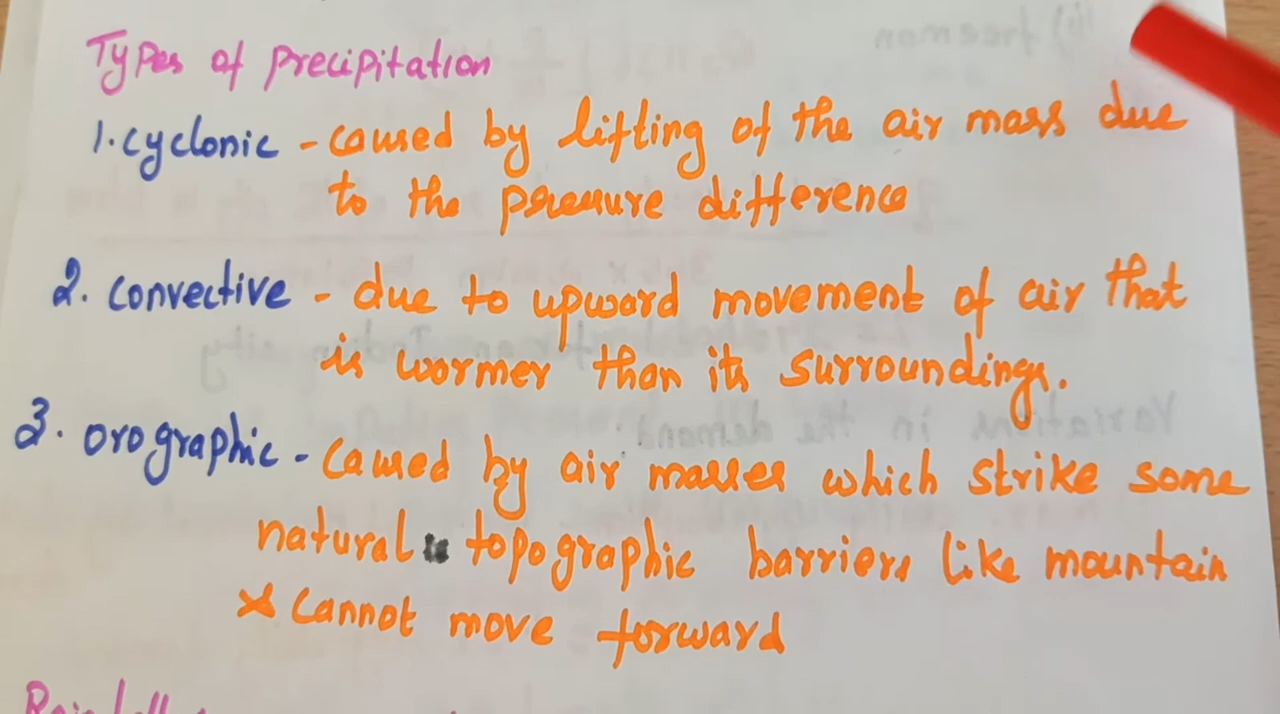 Types of precipitation
1. cyclonic - caused by lifting of the air mass due
to the pressure difference
2. convective - due to upward movement of air that
is wormer than its surroundings.
3. orographic - caused by air masses which strike some
natural topographic barriers like mountain
& cannot move forward